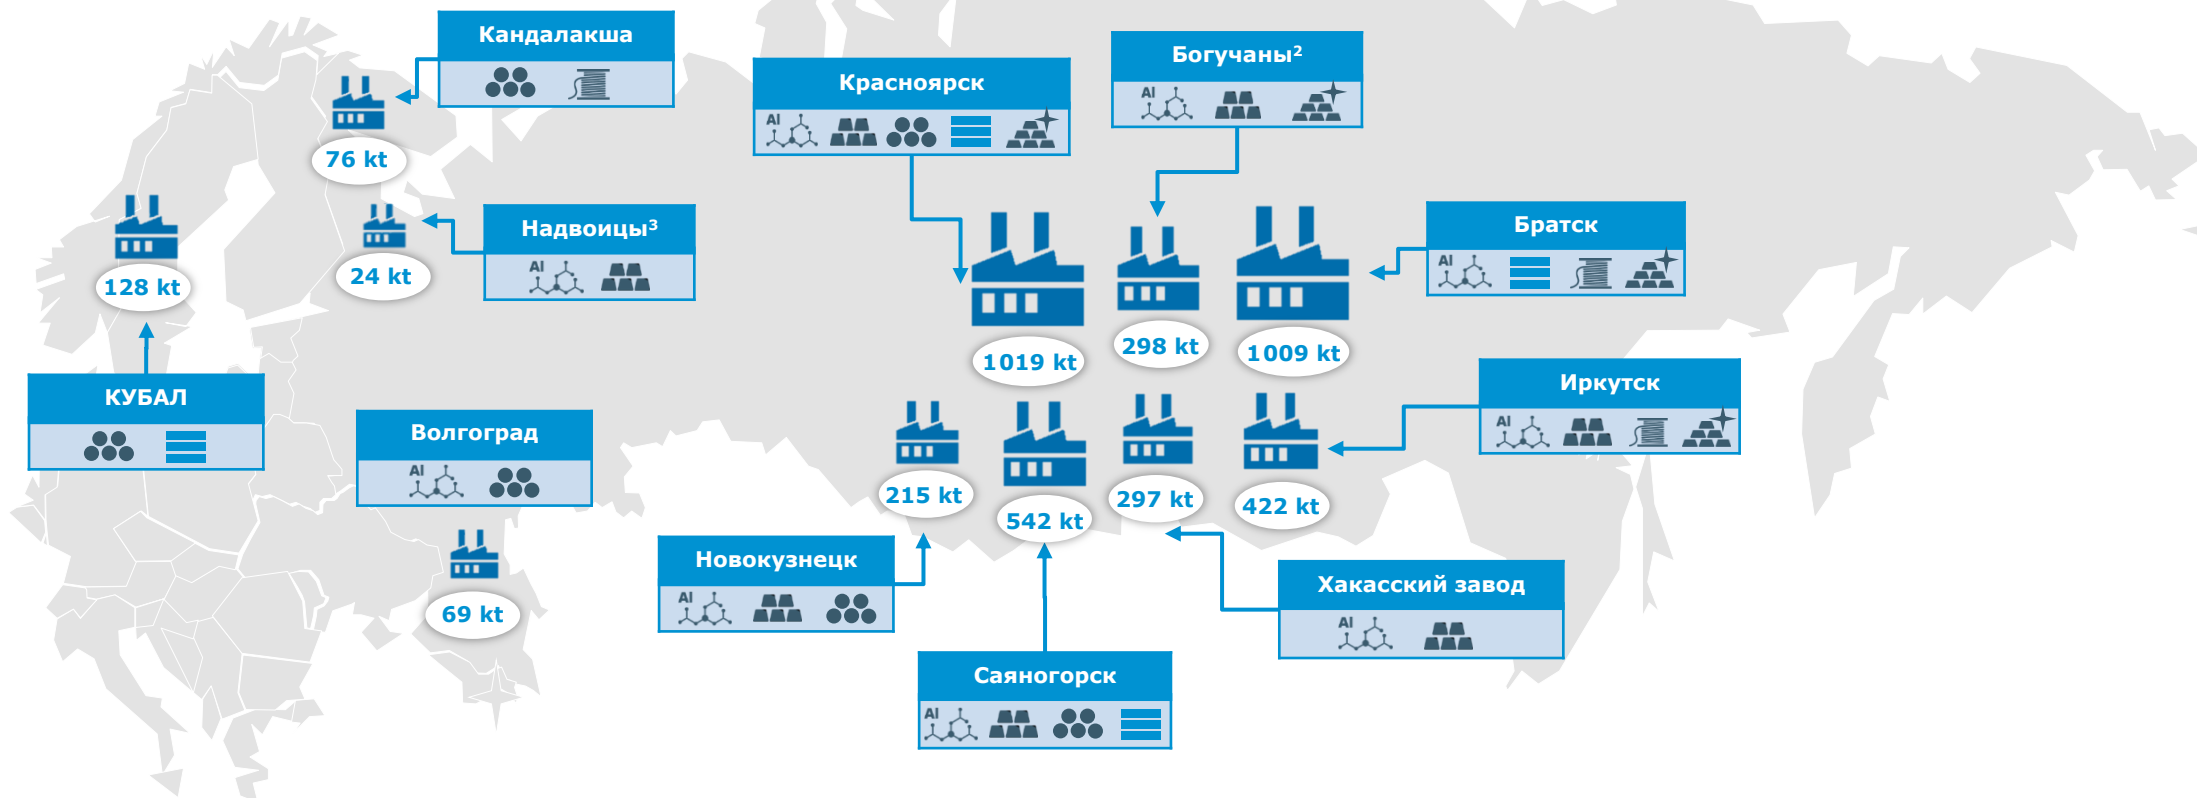 Кандалакша
76 kt
Красноярск
Al
1019 kt
Богучаны²
Al
298 kt
Надвоицы³
Al
24 kt
128 kt
КУБАЛ
Братск
Al
1009 kt
Иркутск
Al
422 kt
Волгоград
Al
69 kt
215 kt
Новокузнецк
Al
542 kt
Саяногорск
Al
297 kt
Хакасский завод
Al